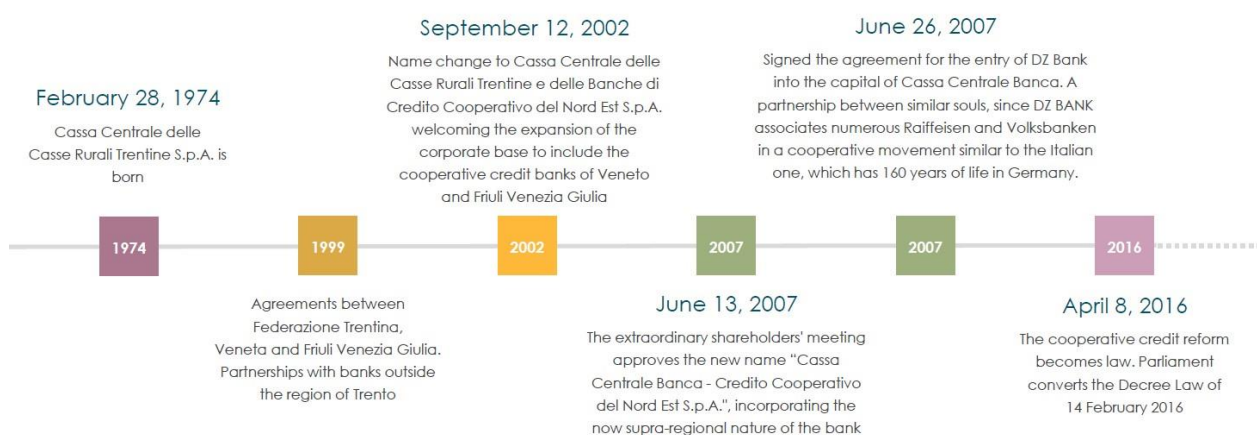 February 28, 1974
Cassa Centrale delle
Casse Rurali Trentine S.p.A. is
born
1974
1999
Agreements between
Federazione Trentina,
Veneta and Friuli Venezia Giulia.
Partnerships with banks outside
the region of Trento
September 12, 2002
Name change to Cassa Centrale delle
Casse Rurali Trentine e delle Banche di
Credito Cooperativo del Nord Est S.p.A.
welcoming the expansion of the
corporate base to include the
cooperative credit banks of Veneto
and Friuli Venezia Giulia
2002
2007
June 13, 2007
The extraordinary shareholders' meeting
approves the new name "Cassa
Centrale Banca - Credito Cooperativo
del Nord Est S.p.A.", incorporating the
now supra-regional nature of the bank
June 26, 2007
Signed the agreement for the entry of DZ Bank
into the capital of Cassa Centrale Banca. A
partnership between similar souls, since DZ BANK
associates numerous Raiffeisen and Volksbanken
in a cooperative movement similar to the Italian
one, which has 160 years of life in Germany.
2007
2016
April 8, 2016
The cooperative credit reform
becomes law. Parliament
converts the Decree Law of
14 February 2016